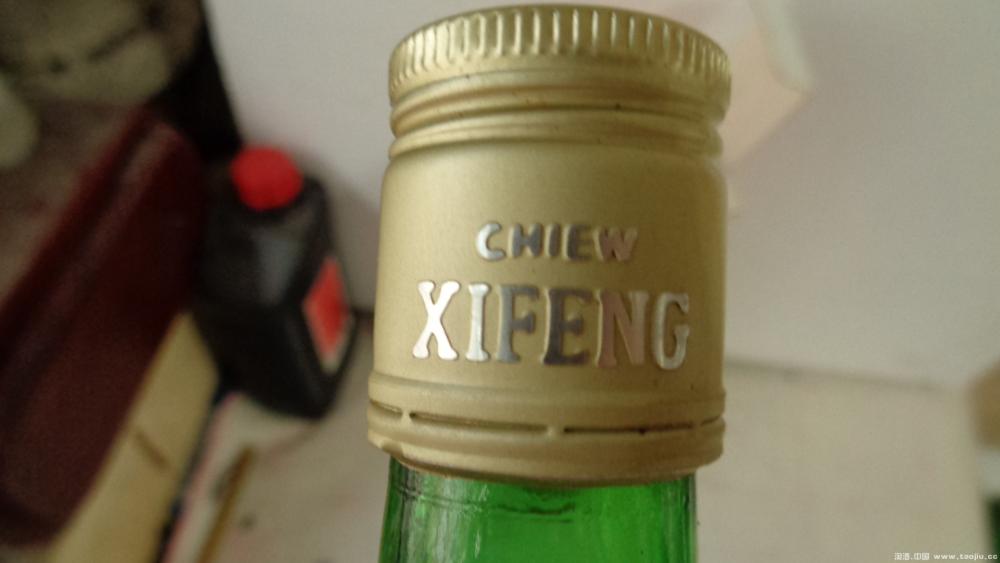 CHIEW
XIFENG
淘酒.中国 www.taojiu.cc